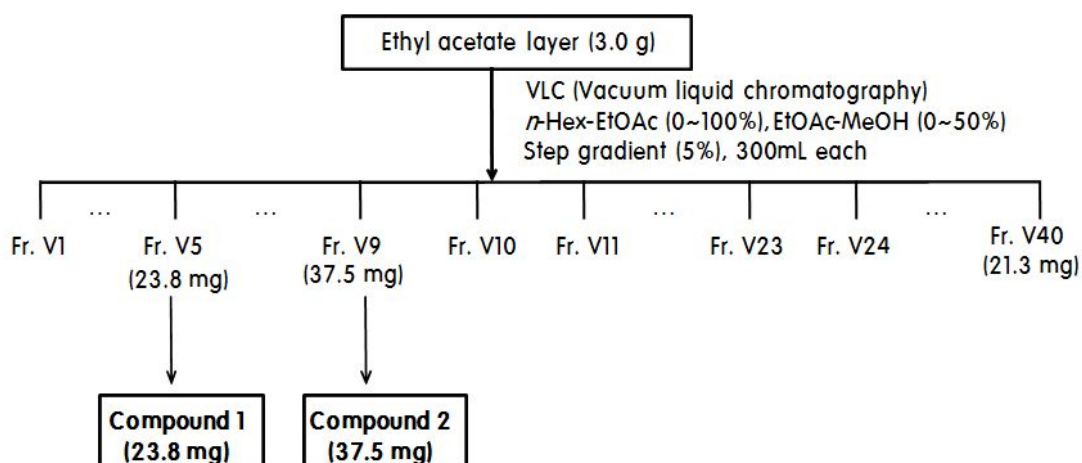 Ethyl acetate layer (3.0 g)
VLC (Vacuum liquid chromatography)
n-Hex-EtOAc (0~100%), EtOAc-MeOH (0~50%)
Step gradient (5%), 300mL each
... ... ... ...
Fr. V1 Fr. V5 Fr. V9 Fr. V10 Fr. V11 Fr. V23 Fr. V24 Fr. V40
(23.8 mg) (37.5 mg) (21.3 mg)
Compound 1 Compound 2
(23.8 mg) (37.5 mg)